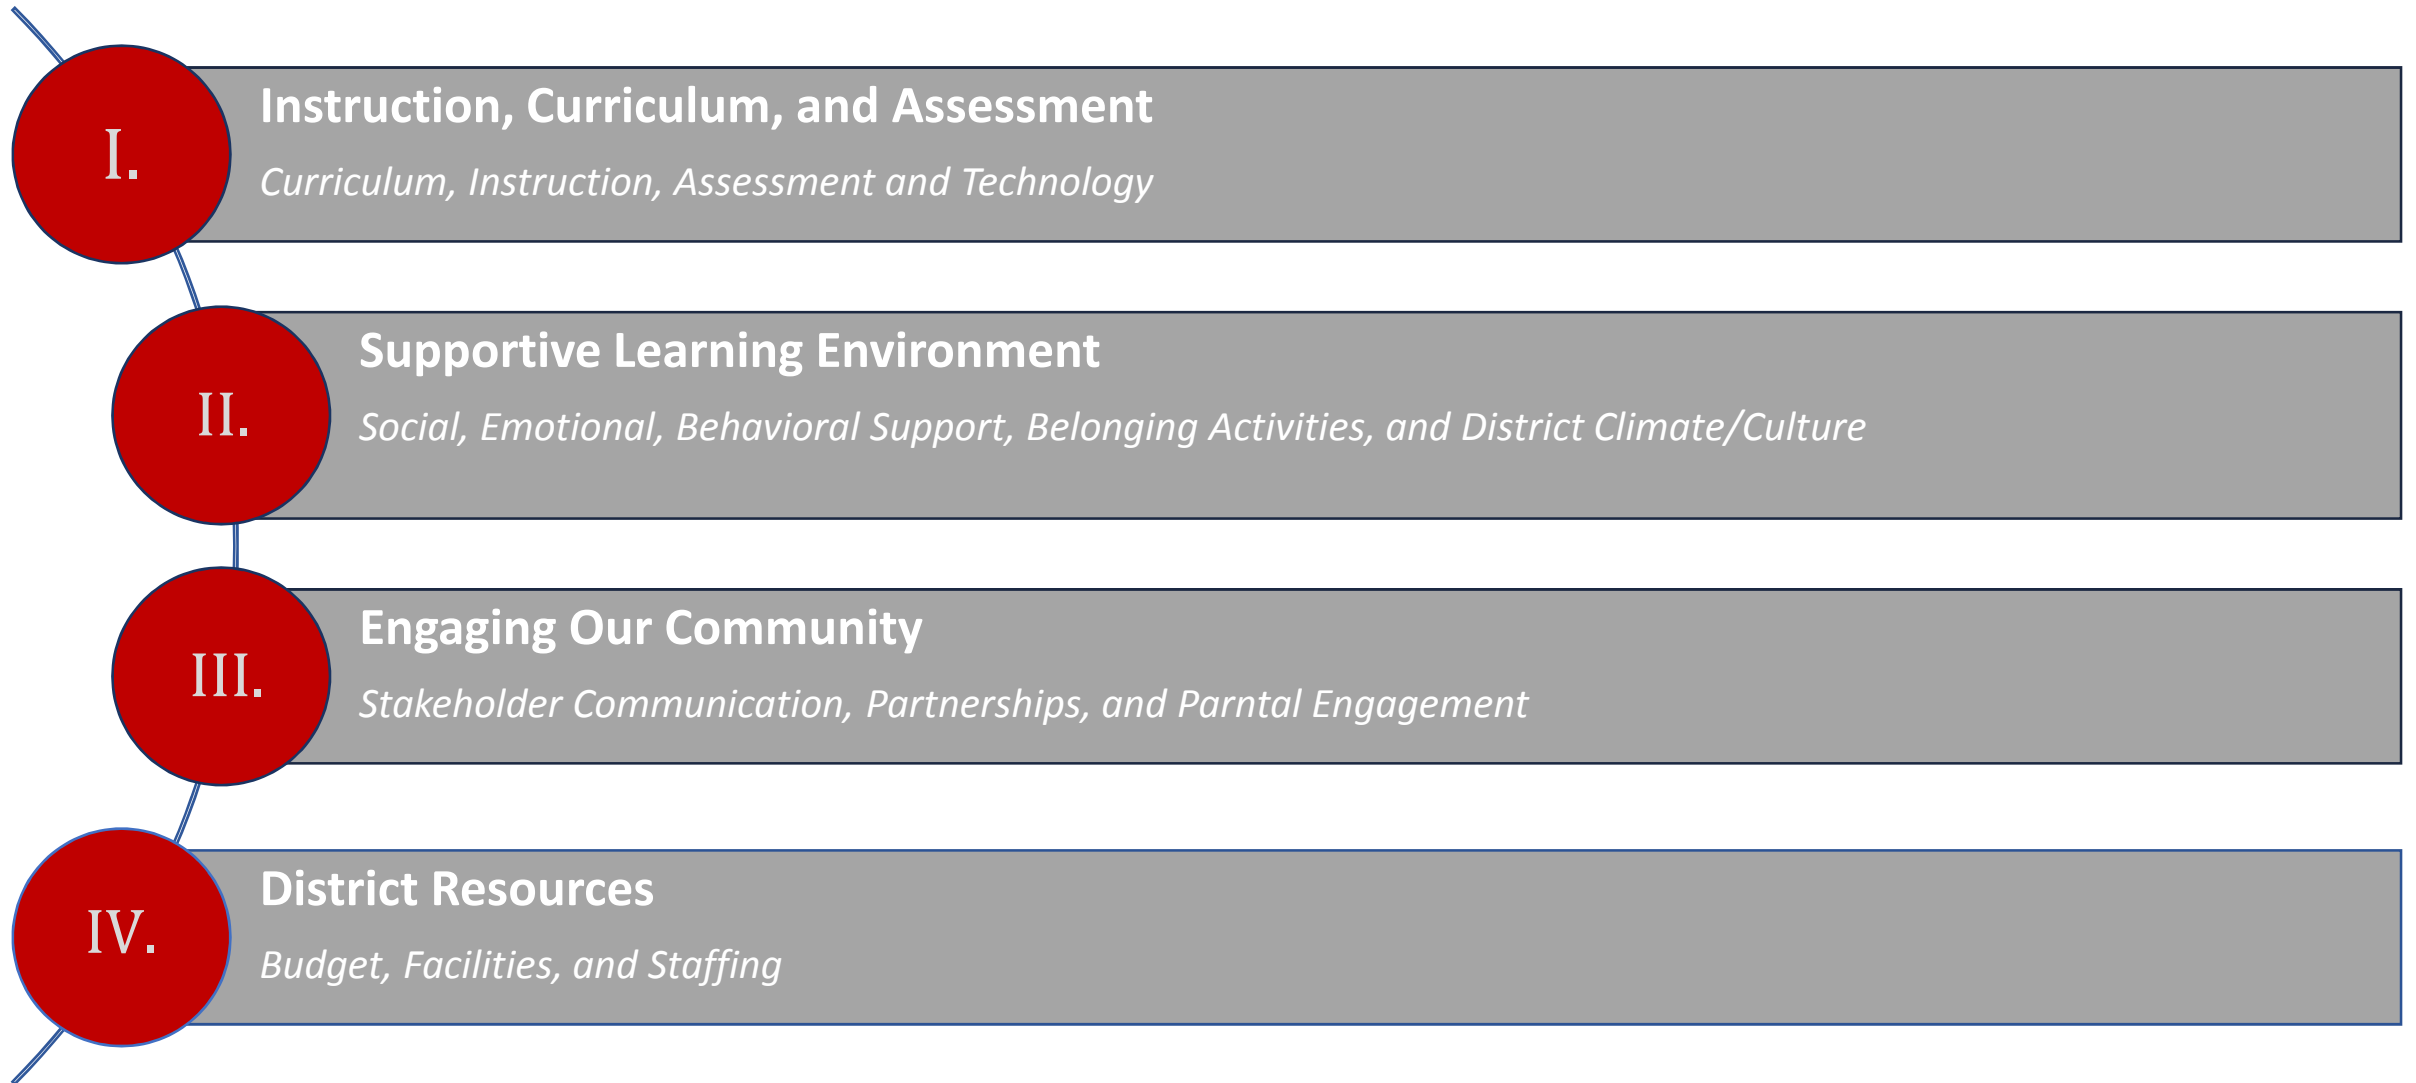 I.
Instruction, Curriculum, and Assessment
Curriculum, Instruction, Assessment and Technology
II.
Supportive Learning Environment
Social, Emotional, Behavioral Support, Belonging Activities, and District Climate/Culture
III.
Engaging Our Community
Stakeholder Communication, Partnerships, and Parntal Engagement
IV.
District Resources
Budget, Facilities, and Staffing